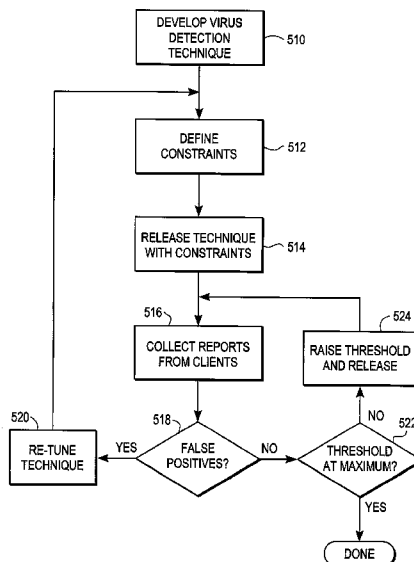 DEVELOP VIRUS
DETECTION
TECHNIQUE
510
DEFINE
CONSTRAINTS
512
RELEASE TECHNIQUE
WITH CONSTRAINTS
514
516
COLLECT REPORTS
FROM CLIENTS
524
RAISE THRESHOLD
AND RELEASE
520
RE-TUNE
TECHNIQUE
YES
518
FALSE
POSITIVES?
NO
NO
522
THRESHOLD
AT MAXIMUM?
YES
DONE